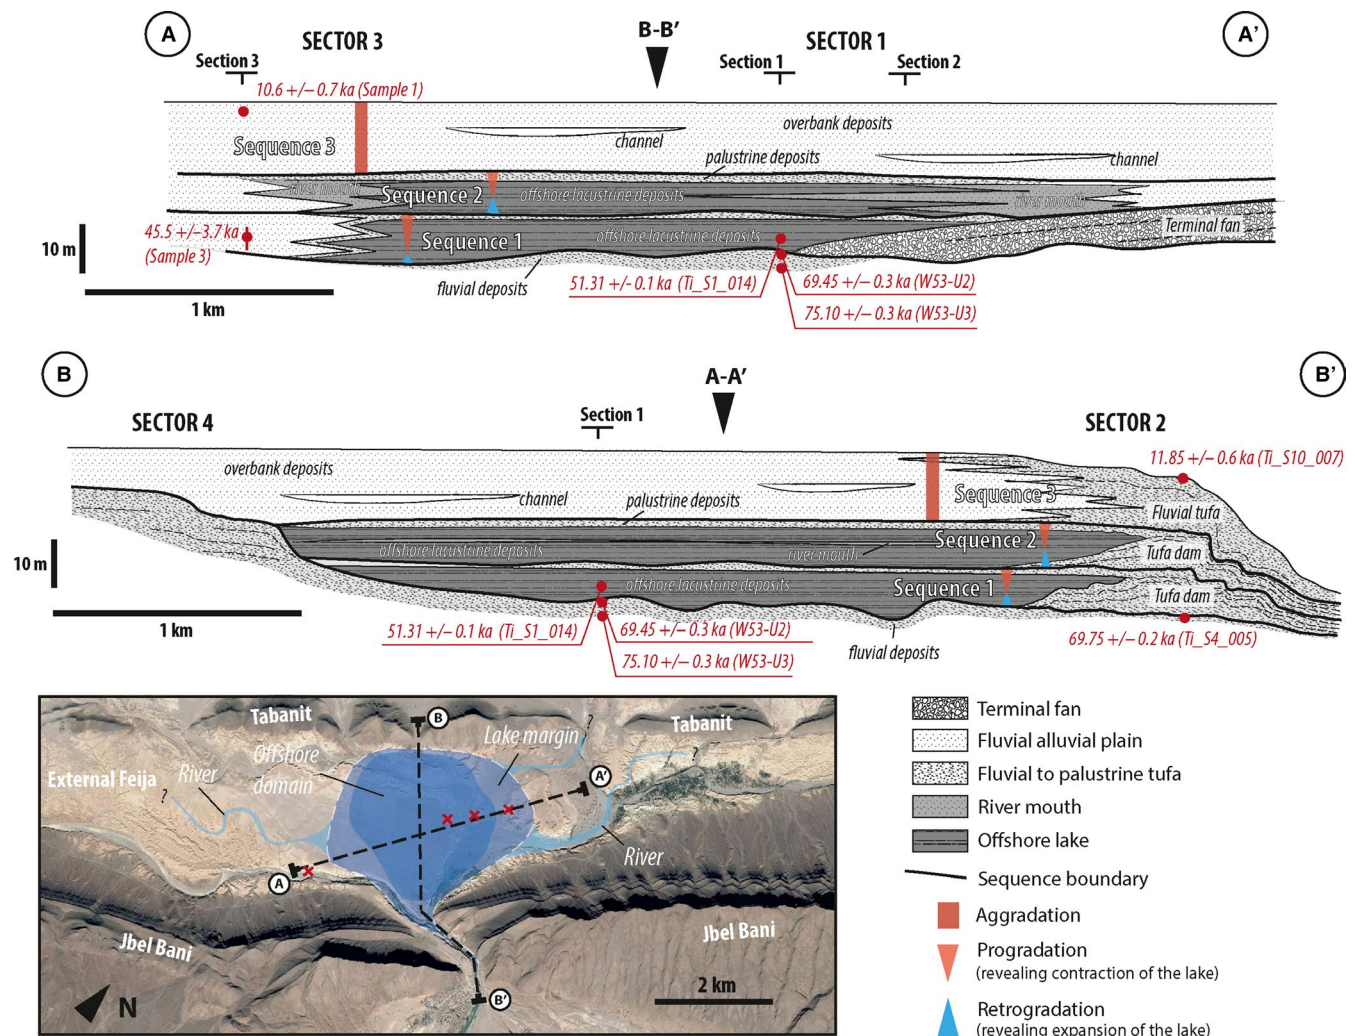 A
SECTOR 3
B-B'
SECTOR 1
A'
Section 3
Section 1
Section 2
10.6 +/− 0.7 ka (Sample 1)
overbank deposits
Sequence 3
channel
palustrine deposits
channel
river mouth
Sequence 2
offshore lacustrine deposits
river mouth
45.5 +/−3.7 ka
(Sample 3)
10 m
Sequence 1
offshore lacustrine deposits
Terminal fan
fluvial deposits
51.31 +/- 0.1 ka (Ti_S1_014)
69.45 +/− 0.3 ka (W53-U2)
1 km
75.10 +/− 0.3 ka (W53-U3)
B
A-A'
B'
SECTOR 4
Section 1
SECTOR 2
overbank deposits
11.85 +/− 0.6 ka (Ti_S10_007)
channel
palustrine deposits
Sequence 3
Fluvial tufa
10 m
offshore lacustrine deposits
river mouth
Sequence 2
Tufa dam
offshore lacustrine deposits
Sequence 1
Tufa dam
1 km
51.31 +/− 0.1 ka (Ti_S1_014)
69.45 +/−0.3 ka (W53-U2)
75.10 +/− 0.3 ka (W53-U3)
fluvial deposits
69.75 +/− 0.2 ka (Ti_S4_005)
Tabanit
B
Lake margin
?
Tabanit
?
Offshore
domain
External Feija
River
?
A'
River
A
Jbel Bani
Jbel Bani
N
B'
2 km
Terminal fan
Fluvial alluvial plain
Fluvial to palustrine tufa
River mouth
Offshore lake
Sequence boundary
Aggradation
Progradation
(revealing contraction of the lake)
Retrogradation
(revealing expansion of the lake)